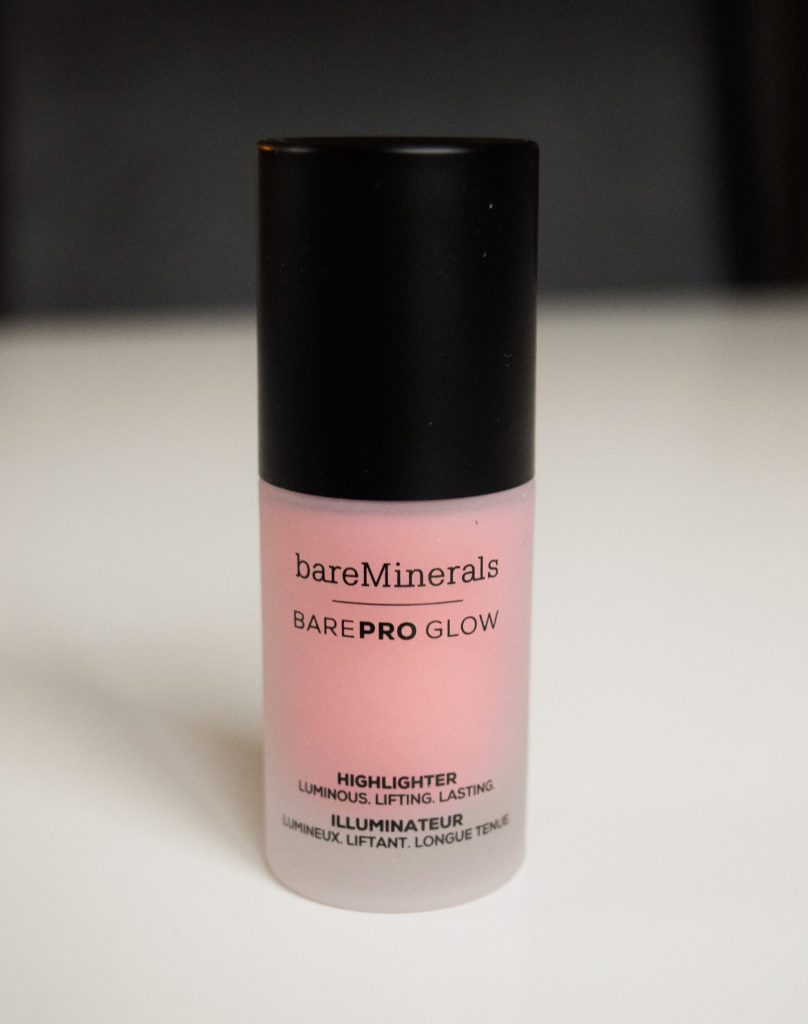 bareMinerals
BAREPRO GLOW
HIGHLIGHTER
LUMINOUS. LIFTING. LASTING.
ILLUMINATEUR
LUMINEUX. LIFTANT. LONGUE TENUE.